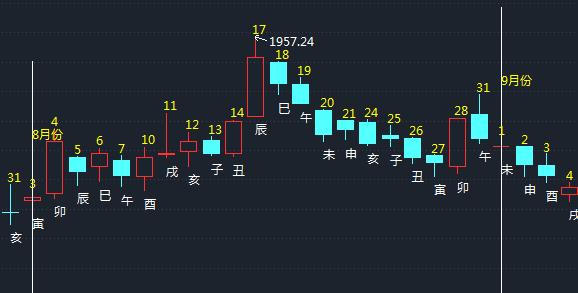 17
1957.24
18
19
31
9月份
20
21
24
25
26
27
28
1
2
3
4
11
12
13
14
10
7
6
5
4
8月份
31
3
亥
寅
卯
辰
巳
午
酉
戌
亥
子
丑
辰
巳
午
未
申
亥
子
丑
寅
卯
午
未
申
酉
戌